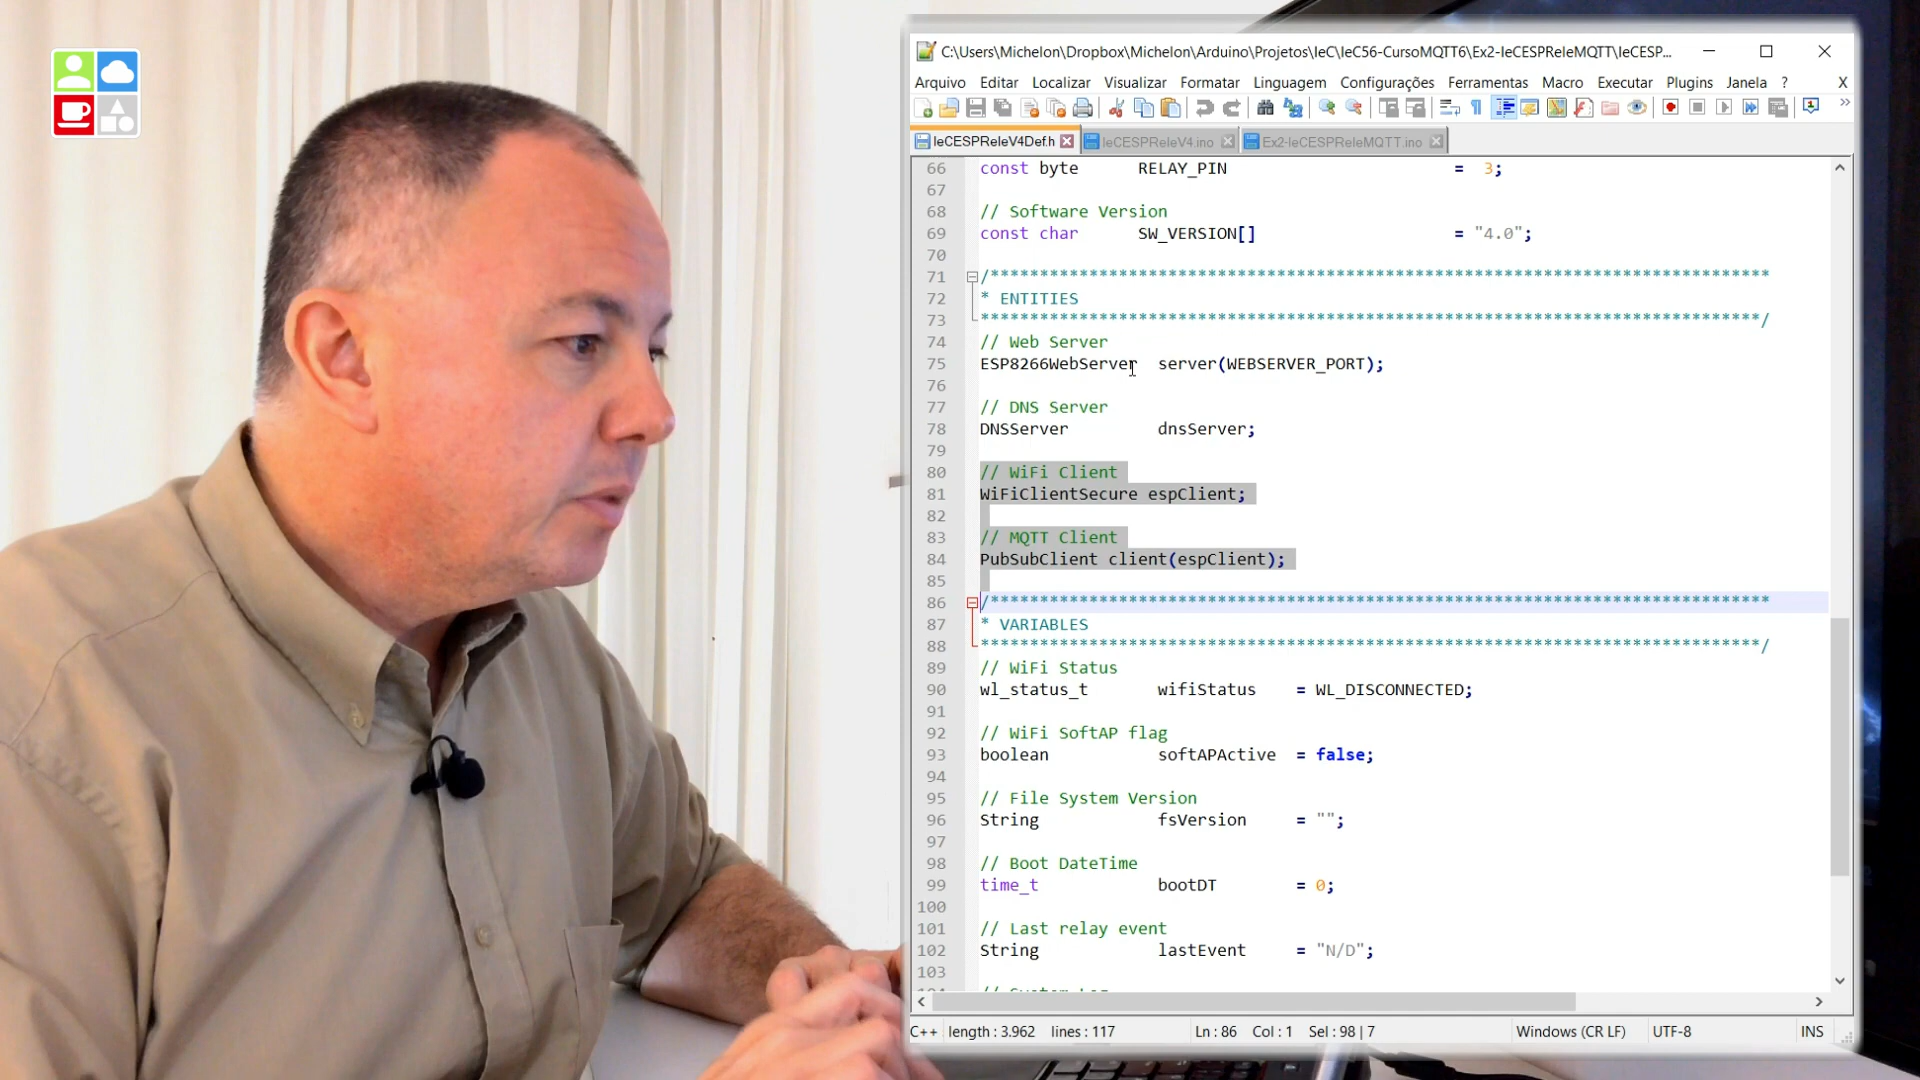 C:\Users\Michelon\Dropbox\Michelon\Arduino\Projetos\IeC\IeC56-CursoMQTT6\Ex2-IeCESPReleMQTT\IeCESP...
Arquivo Editar Localizar Visualizar Formatar Linguagem Configurações Ferramentas Macro Executar Plugins Janela ? X
IeCESPReleV4Def.h IeCESPReleV4.ino Ex2-IeCESPReleMQTT.ino
66 const byte RELAY_PIN = 3;
67
68 // Software Version
69 const char SW_VERSION[] = "4.0";
70
71 /*******************************************************************************
72 * ENTITIES
73 *******************************************************************************/
74 // Web Server
75 ESP8266WebServer server(WEBSERVER_PORT);
76
77 // DNS Server
78 DNSServer dnsServer;
79
80 // WiFi Client
81 WiFiClientSecure espClient;
82
83 // MQTT Client
84 PubSubClient client(espClient);
85
86 /*******************************************************************************
87 * VARIABLES
88 *******************************************************************************/
89 // WiFi Status
90 wl_status_t wifiStatus = WL_DISCONNECTED;
91
92 // WiFi SoftAP flag
93 boolean softAPActive = false;
94
95 // File System Version
96 String fsVersion = "";
97
98 // Boot DateTime
99 time_t bootDT = 0;
100
101 // Last relay event
102 String lastEvent = "N/D";
103
C++ length : 3.962 lines : 117 Ln : 86 Col : 1 Sel : 98 | 7 Windows (CR LF) UTF-8 INS